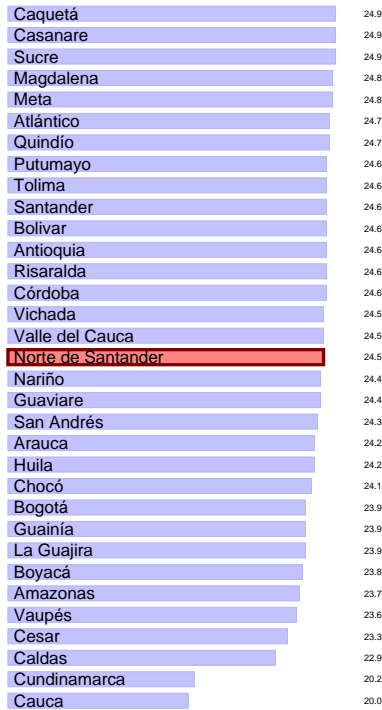 Caquetá 24.9
Casanare 24.9
Sucre 24.9
Magdalena 24.8
Meta 24.8
Atlántico 24.7
Quindío 24.7
Putumayo 24.6
Tolima 24.6
Santander 24.6
Bolivar 24.6
Antioquia 24.6
Risaralda 24.6
Córdoba 24.6
Vichada 24.5
Valle del Cauca 24.5
Norte de Santander 24.5
Nariño 24.4
Guaviare 24.4
San Andrés 24.3
Arauca 24.2
Huila 24.2
Chocó 24.1
Bogotá 23.9
Guainía 23.9
La Guajira 23.9
Boyacá 23.8
Amazonas 23.7
Vaupés 23.6
Cesar 23.3
Caldas 22.9
Cundinamarca 20.2
Cauca 20.0